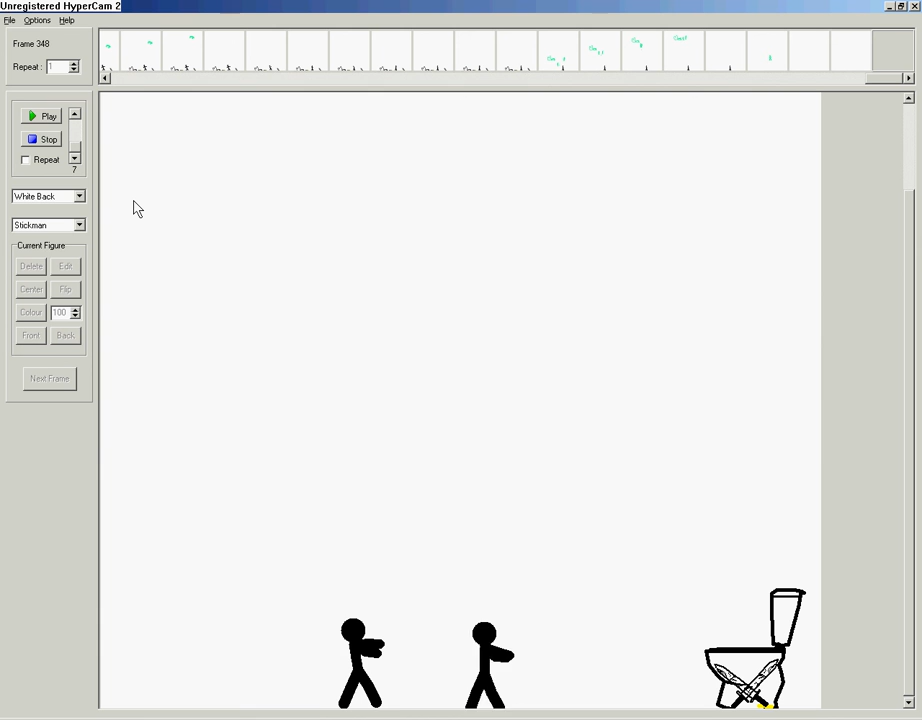 Unregistered HyperCam 2
File Options Help
Frame 348
Repeat : 1
Play
Stop
Repeat
7
White Back
Stickman
Current Figure
Delete Edit
Center Flip
Colour 100
Front Back
Next Frame